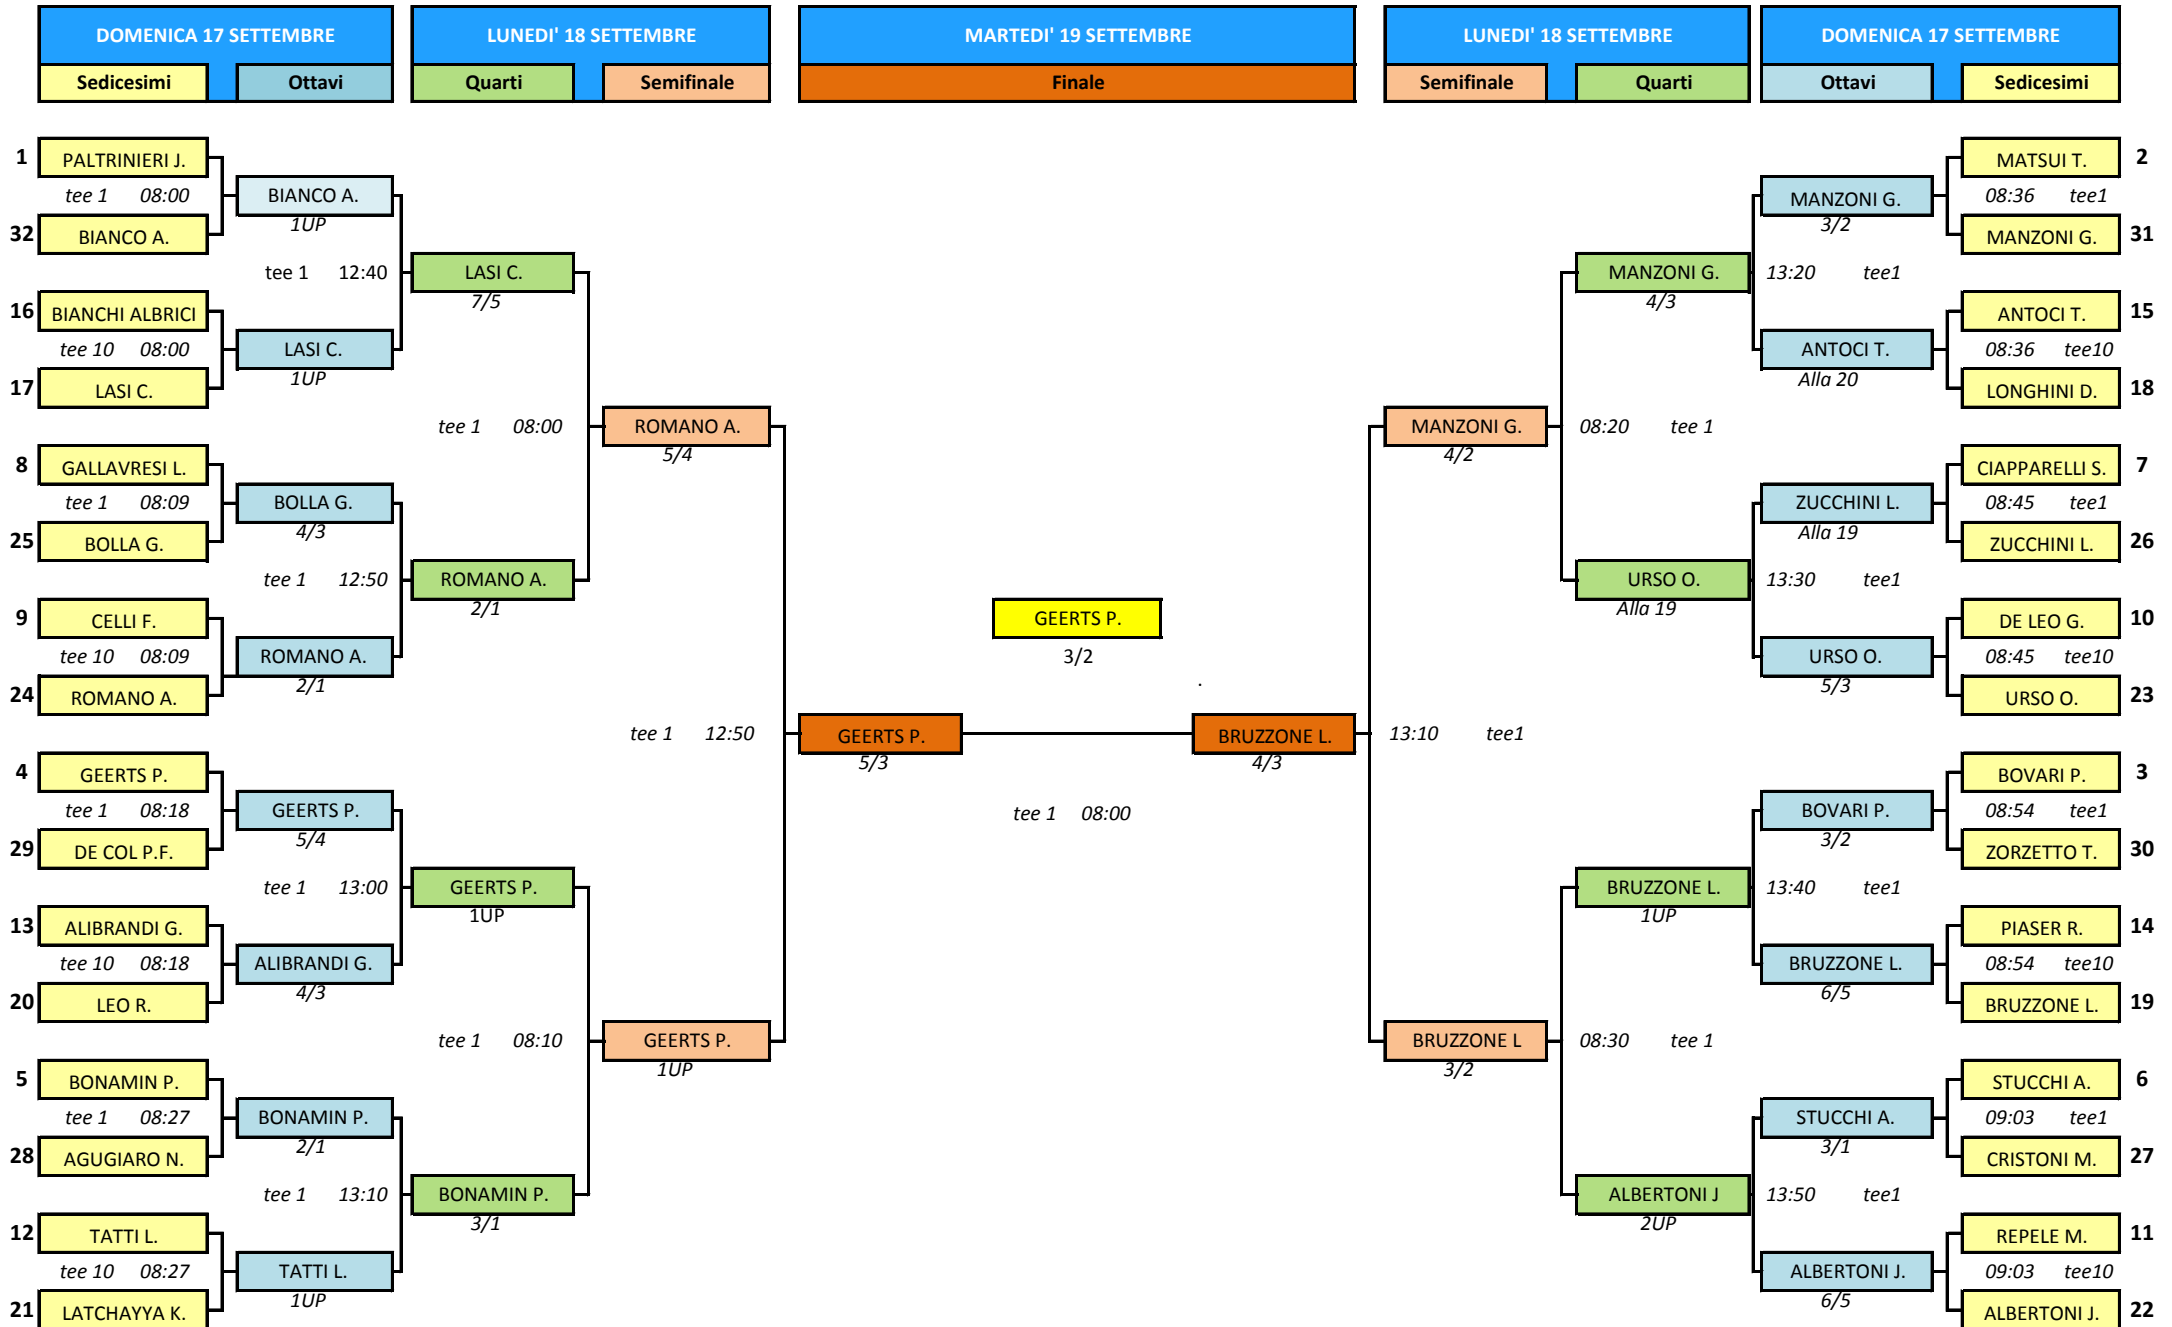 DOMENICA 17 SETTEMBRE LUNEDI' 18 SETTEMBRE MARTEDI' 19 SETTEMBRE LUNEDI' 18 SETTEMBRE DOMENICA 17 SETTEMBRE
Sedicesimi Ottavi Quarti Semifinale Finale Semifinale Quarti Ottavi Sedicesimi
1 PALTRINIERI J. MATSUI T. 2
tee 1 08:00 BIANCO A. MANZONI G. 08:36 tee1
1UP 3/2
32 BIANCO A. MANZONI G. 31
tee 1 12:40 LASI C. MANZONI G. 13:20 tee1
7/5 4/3
16 BIANCHI ALBRICI ANTOCI T. 15
tee 10 08:00 LASI C. ANTOCI T. 08:36 tee10
1UP Alla 20
17 LASI C. LONGHINI D. 18
tee 1 08:00 ROMANO A. MANZONI G. 08:20 tee 1
5/4 4/2
8 GALLAVRESI L. CIAPPARELLI S. 7
tee 1 08:09 BOLLA G. ZUCCHINI L. 08:45 tee1
4/3 Alla 19
25 BOLLA G. ZUCCHINI L. 26
tee 1 12:50 ROMANO A. URSO O. 13:30 tee1
2/1 Alla 19
9 CELLI F. GEERTS P. DE LEO G. 10
tee 10 08:09 ROMANO A. 3/2 URSO O. 08:45 tee10
2/1 . 5/3
24 ROMANO A. URSO O. 23
tee 1 12:50 GEERTS P. BRUZZONE L. 13:10 tee1
5/3 4/3
4 GEERTS P. BOVARI P. 3
tee 1 08:18 GEERTS P. tee 1 08:00 BOVARI P. 08:54 tee1
5/4 3/2
29 DE COL P.F. ZORZETTO T. 30
tee 1 13:00 GEERTS P. BRUZZONE L. 13:40 tee1
1UP 1UP
13 ALIBRANDI G. PIASER R. 14
tee 10 08:18 ALIBRANDI G. BRUZZONE L. 08:54 tee10
4/3 6/5
20 LEO R. BRUZZONE L. 19
tee 1 08:10 GEERTS P. BRUZZONE L 08:30 tee 1
1UP 3/2
5 BONAMIN P. STUCCHI A. 6
tee 1 08:27 BONAMIN P. STUCCHI A. 09:03 tee1
2/1 3/1
28 AGUGIARO N. CRISTONI M. 27
tee 1 13:10 BONAMIN P. ALBERTONI J 13:50 tee1
3/1 2UP
12 TATTI L. REPELE M. 11
tee 10 08:27 TATTI L. ALBERTONI J. 09:03 tee10
1UP 6/5
21 LATCHAYYA K. ALBERTONI J. 22